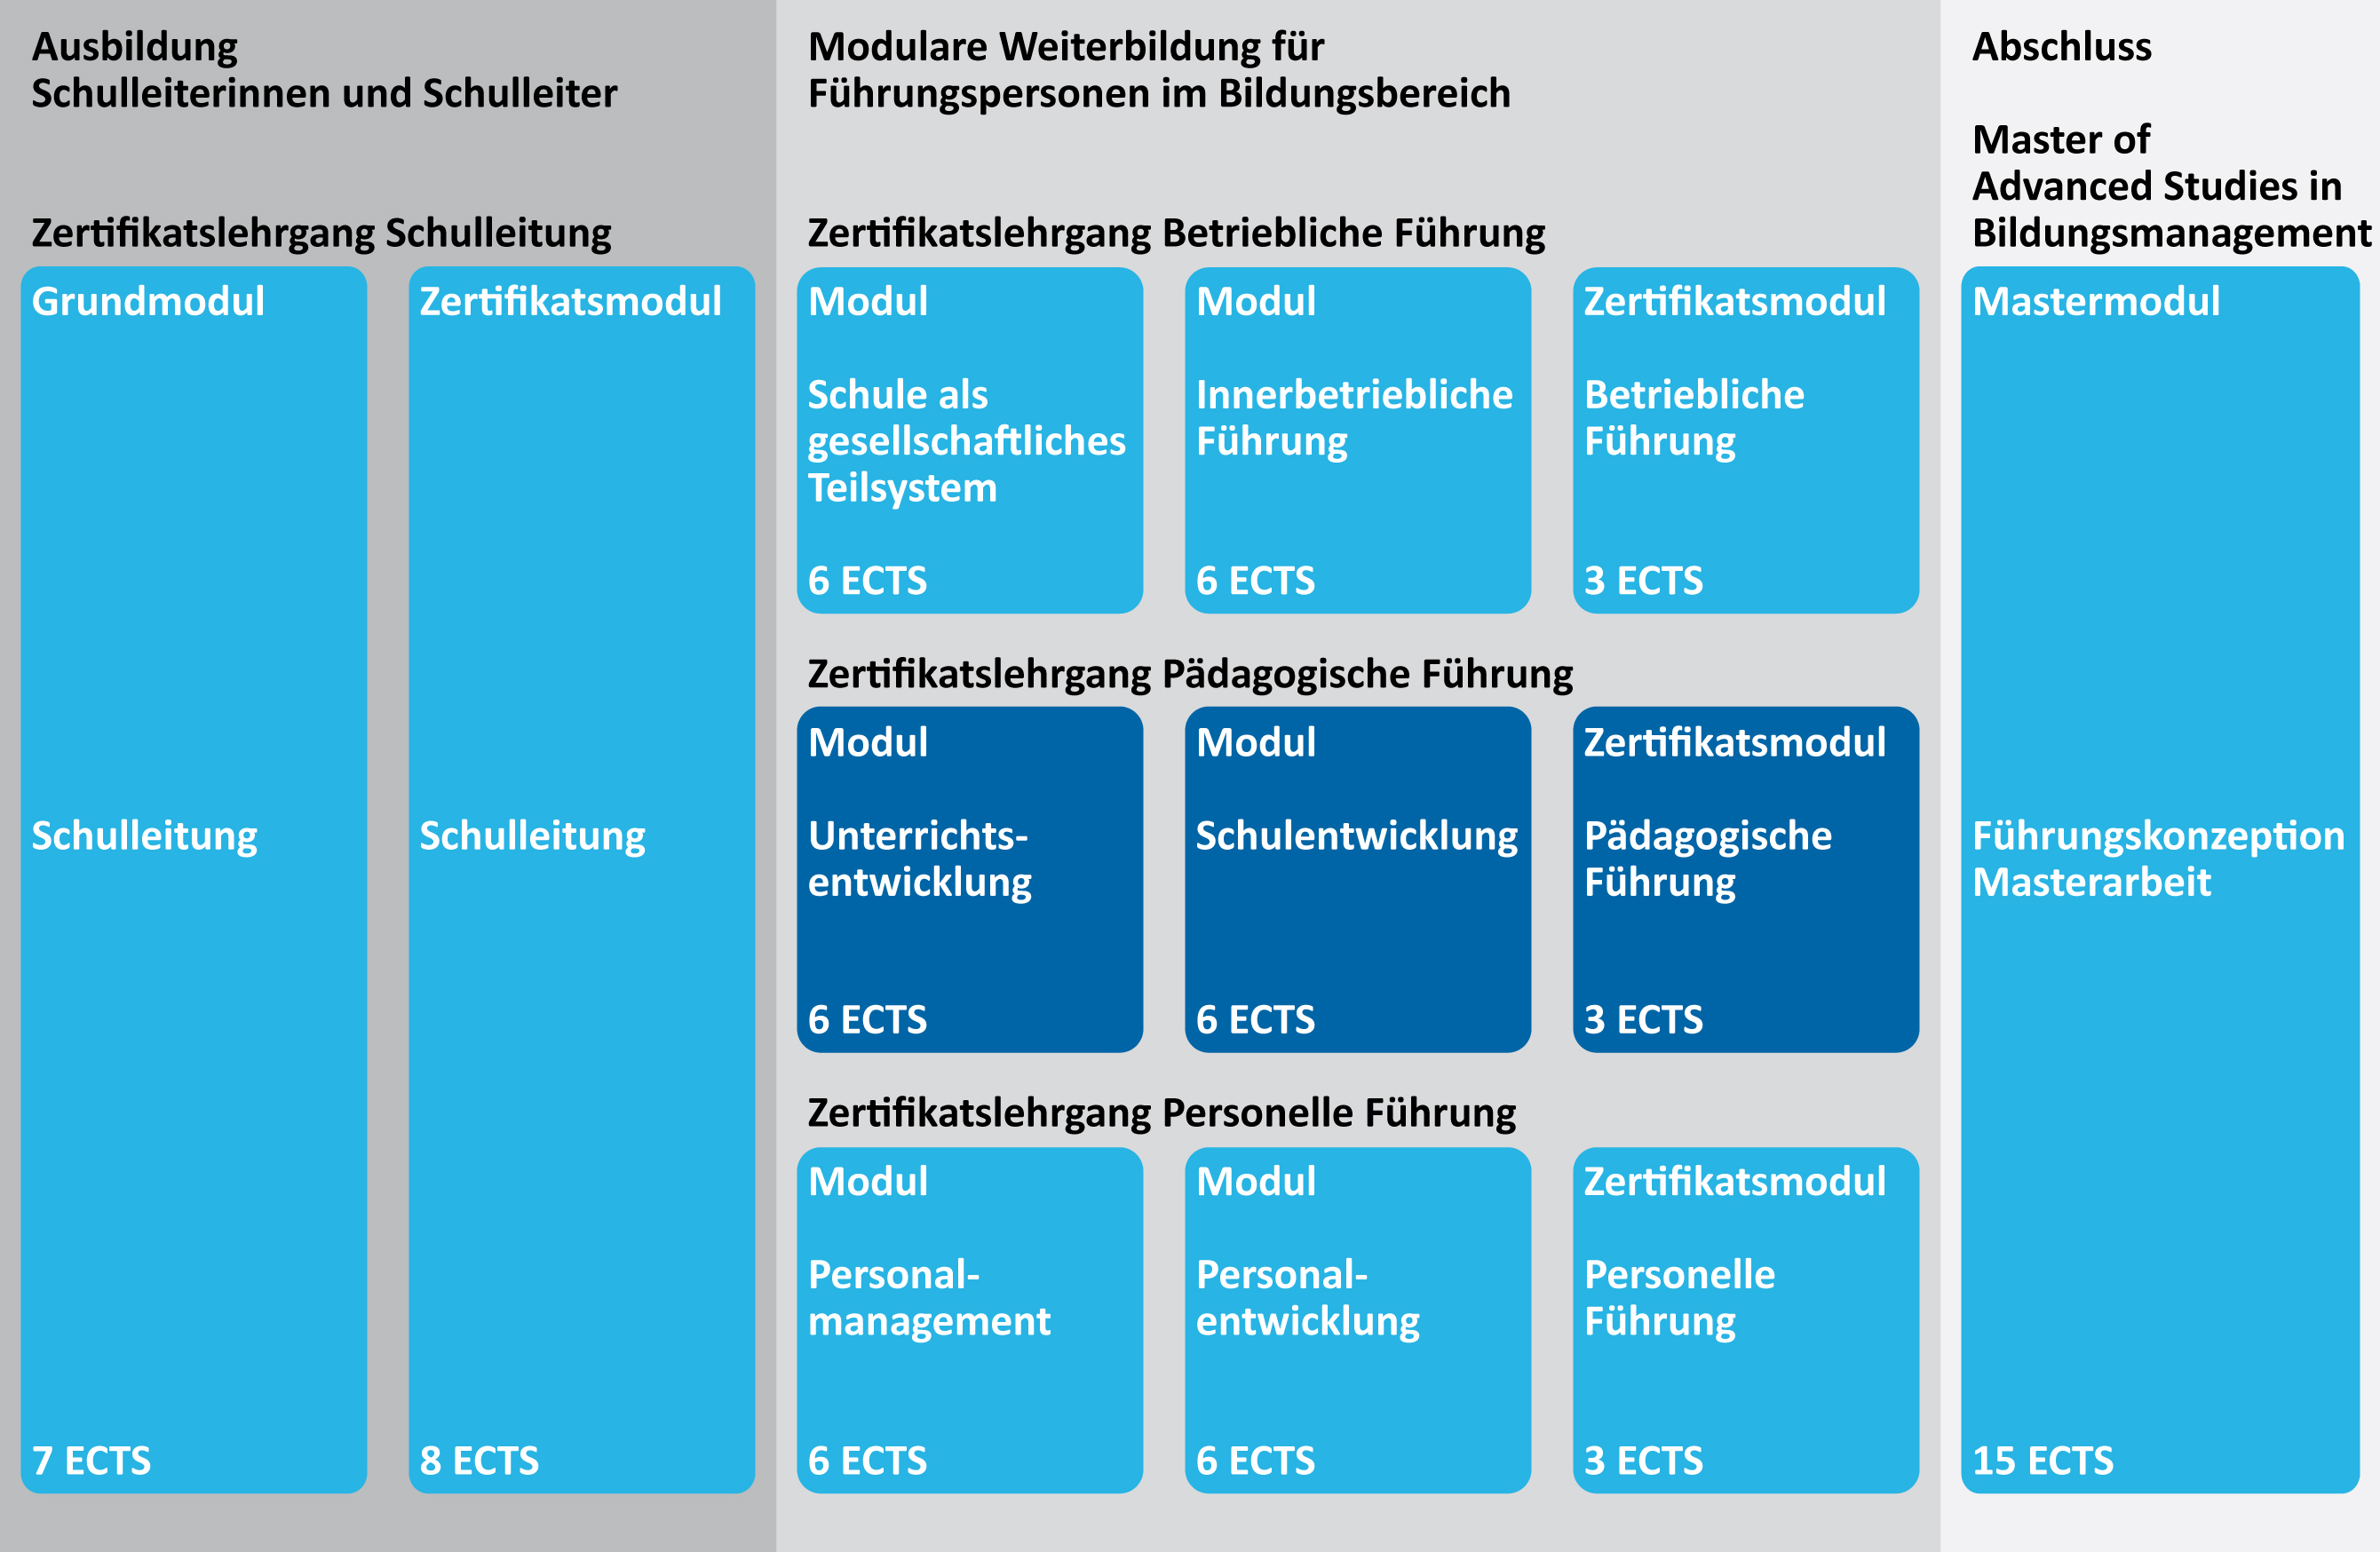 Ausbildung
Schulleiterinnen und Schulleiter
Zertifikatslehrgang Schulleitung
Grundmodul
Schulleitung
7 ECTS
Zertifikatsmodul
Schulleitung
8 ECTS
Modulare Weiterbildung für
Führungspersonen im Bildungsbereich
Zertifikatslehrgang Betriebliche Führung
Modul
Schule als
gesellschaftliches
Teilsystem
6 ECTS
Modul
Innerbetriebliche
Führung
6 ECTS
Zertifikatsmodul
Betriebliche
Führung
3 ECTS
Zertifikatslehrgang Pädagogische Führung
Modul
Unterrichts-
entwicklung
6 ECTS
Modul
Schulentwicklung
6 ECTS
Zertifikatsmodul
Pädagogische
Führung
3 ECTS
Zertifikatslehrgang Personelle Führung
Modul
Personal-
management
6 ECTS
Modul
Personal-
entwicklung
6 ECTS
Zertifikatsmodul
Personelle
Führung
3 ECTS
Abschluss
Master of
Advanced Studies in
Bildungsmanagement
Mastermodul
Führungskonzeption
Masterarbeit
15 ECTS